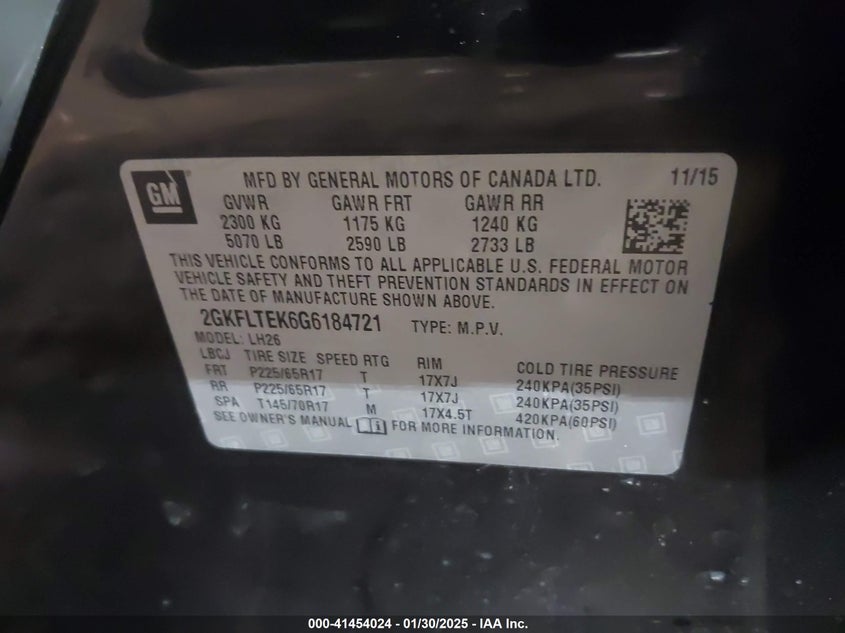 GM
MFD BY GENERAL MOTORS OF CANADA LTD. 11/15
GVWR GAWR FRT GAWR RR
2300 KG 1175 KG 1240 KG
5070 LB 2590 LB 2733 LB
THIS VEHICLE CONFORMS TO ALL APPLICABLE U.S. FEDERAL MOTOR
VEHICLE SAFETY AND THEFT PREVENTION STANDARDS IN EFFECT ON
THE DATE OF MANUFACTURE SHOWN ABOVE.
2GKFLTEK6G6184721 TYPE: M.P.V.
MODEL: LH26
LBCJ TIRE SIZE SPEED RTG RIM COLD TIRE PRESSURE
FRT P225/65R17 T 17X7J 240KPA(35PSI)
RR P225/65R17 T 17X7J 240KPA(35PSI)
SPA T145/70R17 M 17X4.5T 420KPA(60PSI)
SEE OWNER'S MANUAL FOR MORE INFORMATION.
000-41454024 - 01/30/2025 - IAA Inc.